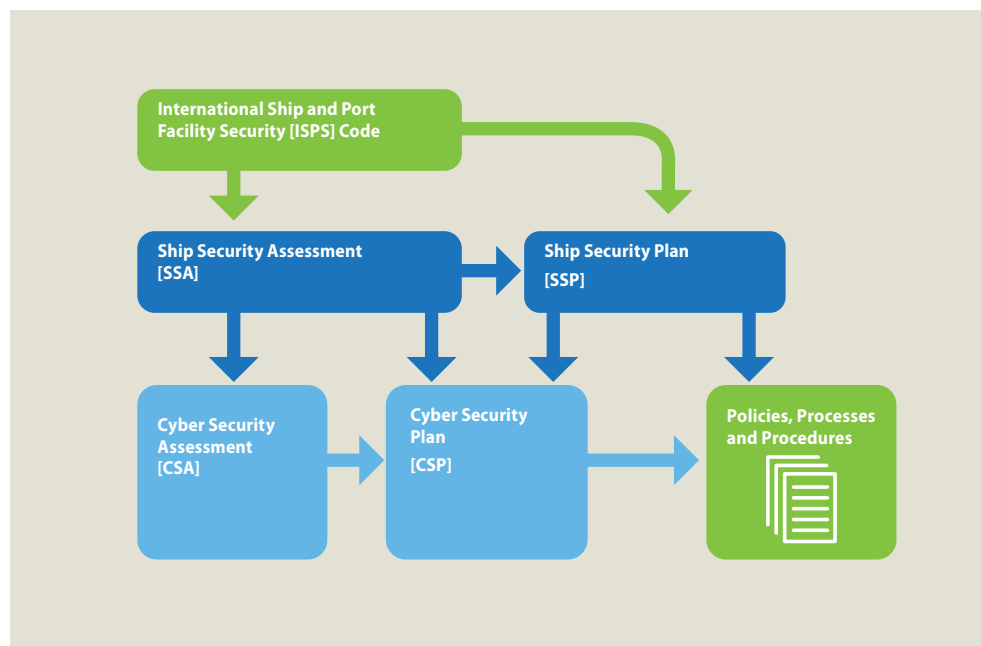 International Ship and Port
Facility Security [ISPS] Code
Ship Security Assessment
[SSA]
Ship Security Plan
[SSP]
Cyber Security
Assessment
[CSA]
Cyber Security
Plan
[CSP]
Policies, Processes
and Procedures